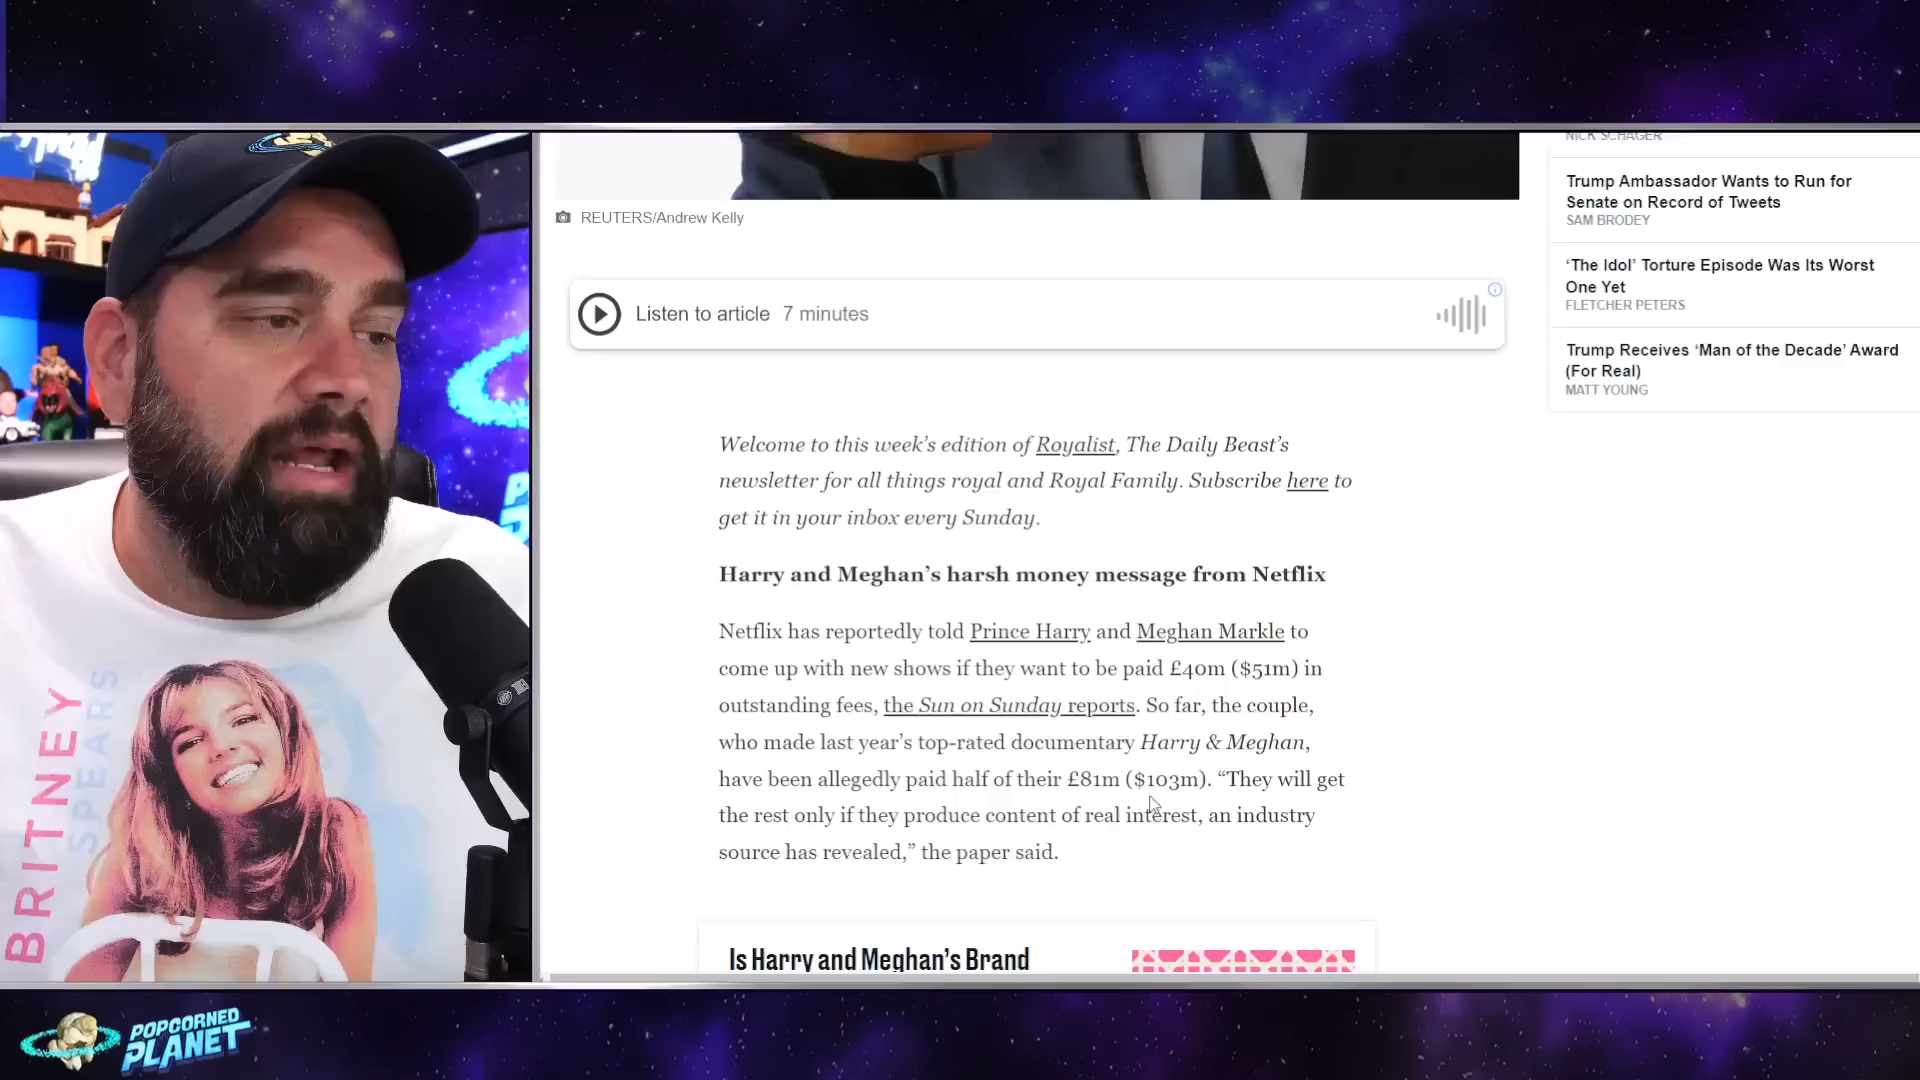 NICK SCHAGER
Trump Ambassador Wants to Run for
Senate on Record of Tweets
SAM BRODEY
‘The Idol’ Torture Episode Was Its Worst
One Yet
FLETCHER PETERS
Trump Receives ‘Man of the Decade’ Award
(For Real)
MATT YOUNG
REUTERS/Andrew Kelly
Listen to article 7 minutes
Welcome to this week’s edition of Royalist, The Daily Beast’s
newsletter for all things royal and Royal Family. Subscribe here to
get it in your inbox every Sunday.
Harry and Meghan’s harsh money message from Netflix
Netflix has reportedly told Prince Harry and Meghan Markle to
come up with new shows if they want to be paid £40m ($51m) in
outstanding fees, the Sun on Sunday reports. So far, the couple,
who made last year’s top-rated documentary Harry & Meghan,
have been allegedly paid half of their £81m ($103m). “They will get
the rest only if they produce content of real interest, an industry
source has revealed,” the paper said.
Is Harry and Meghan’s Brand
BRITNEY
SPEARS
POPCORNED
PLANET